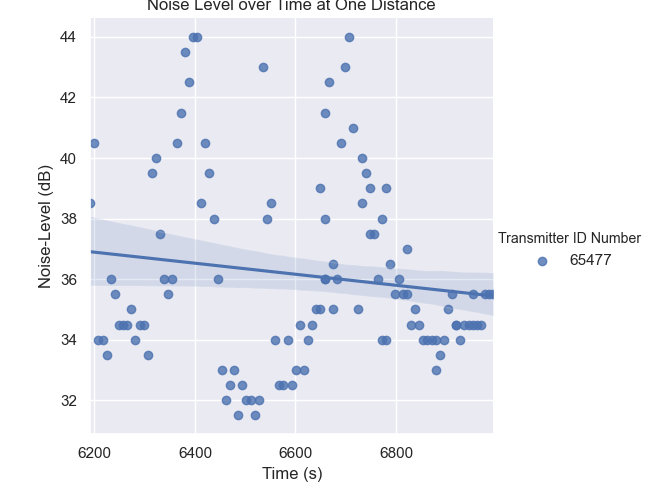 Noise Level over Time at One Distance
44
42
40
38
36
34
32
Noise-Level (dB)
6200 6400 6600 6800
Time (s)
Transmitter ID Number
65477